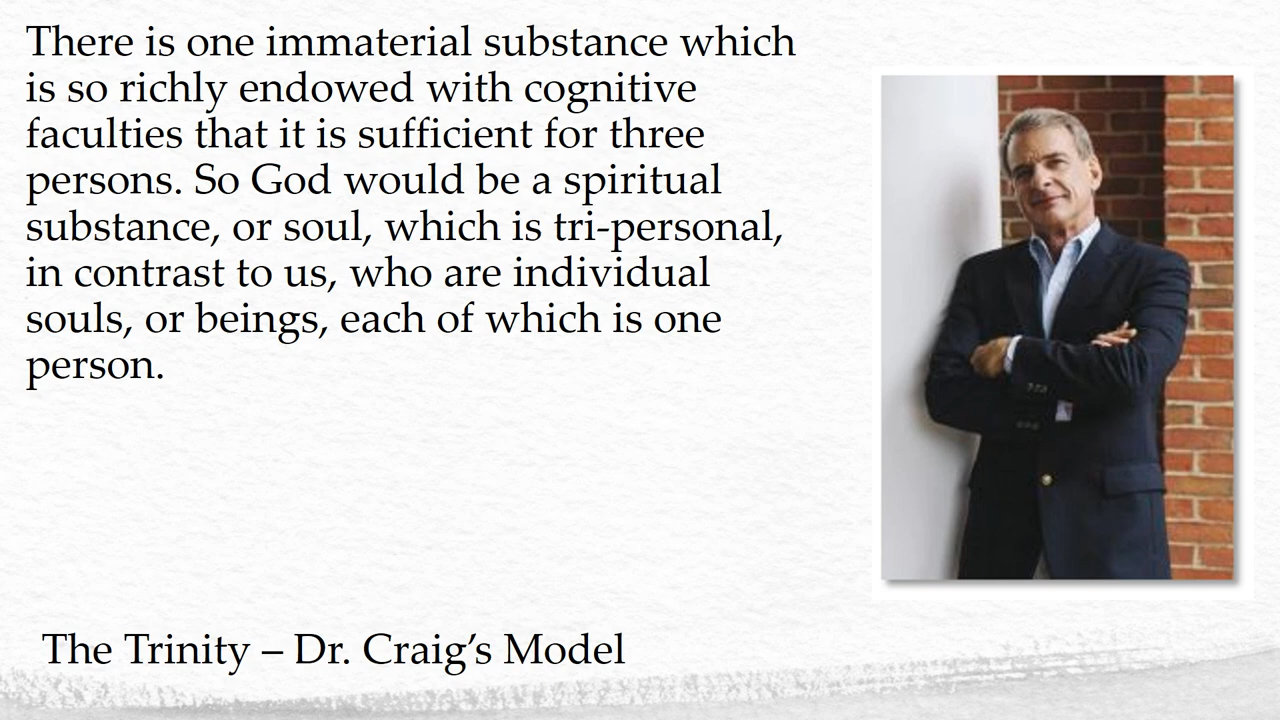 There is one immaterial substance which
is so richly endowed with cognitive
faculties that it is sufficient for three
persons. So God would be a spiritual
substance, or soul, which is tri-personal,
in contrast to us, who are individual
souls, or beings, each of which is one
person.
The Trinity – Dr. Craig’s Model